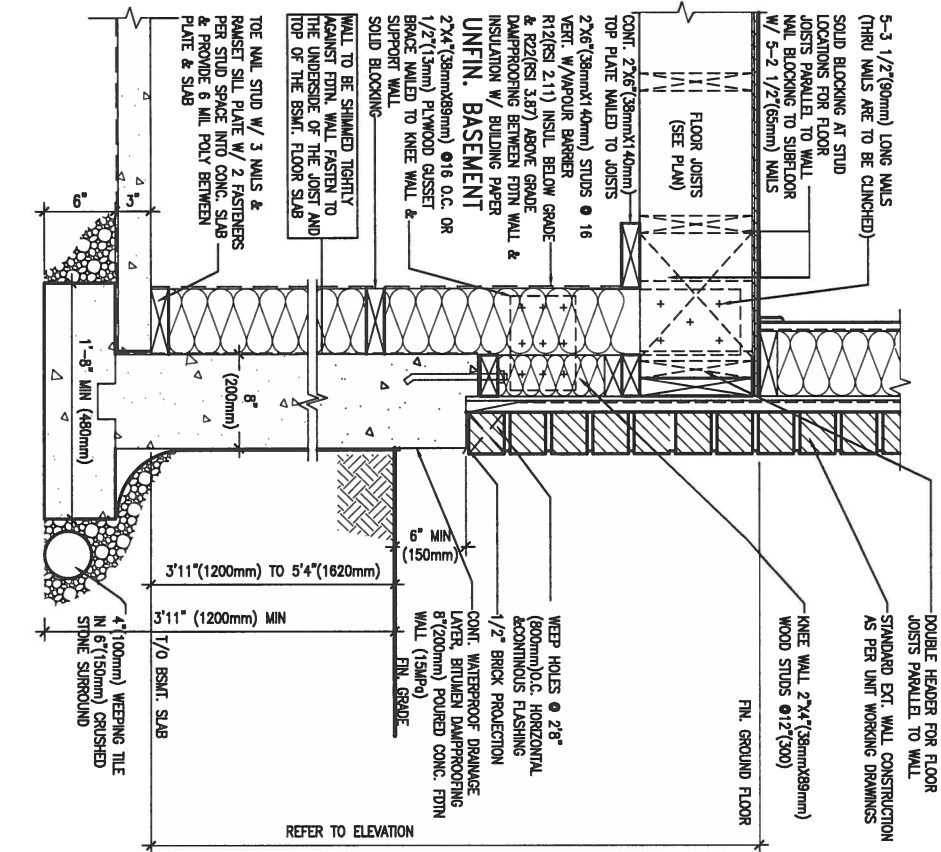 5-3 1/2"(90mm) LONG NAILS
(THRU NAILS ARE TO BE CLINCHED)
SOLID BLOCKING AT STUD
LOCATIONS FOR FLOOR
JOISTS PARALLEL TO WALL
NAIL BLOCKING TO SUBFLOOR
W/ 5-2 1/2"(65mm) NAILS
FLOOR JOISTS
(SEE PLAN)
CONT. 2"X6"(38mmX140mm)
TOP PLATE NAILED TO JOISTS
2"X6"(38mmX140mm) STUDS @ 16
VERT. W/VAPOUR BARRIER
R12(RSI 2.11) INSUL BELOW GRADE
& R22(RSI 3.87) ABOVE GRADE
DAMPROOFING BETWEEN FDTN WALL &
INSULATION W/ BUILDING PAPER
UNFIN. BASEMENT
2"X4"(38mmX89mm) @16 O.C. OR
1/2"(13mm) PLYWOOD GUSSET
BRACE NAILED TO KNEE WALL &
SUPPORT WALL
SOLID BLOCKING
WALL TO BE SHIMMED TIGHTLY
AGAINST FDTN. WALL FASTEN TO
THE UNDERSIDE OF THE JOIST AND
TOP OF THE BSMT. FLOOR SLAB
TOE NAIL STUD W/ 3 NAILS &
RAMSET SILL PLATE W/ 2 FASTENERS
PER STUD SPACE INTO CONC. SLAB
& PROVIDE 6 MIL POLY BETWEEN
PLATE & SLAB
6"
3"
1'-8" MIN (480mm)
8"
(200mm)
6" MIN
(150mm)
3'11"(1200mm) TO 5'4"(1620mm)
3'11" (1200mm) MIN
REFER TO ELEVATION
DOUBLE HEADER FOR FLOOR
JOISTS PARALLEL TO WALL
STANDARD EXT. WALL CONSTRUCTION
AS PER UNIT WORKING DRAWINGS
KNEE WALL 2"X4"(38mmX89mm)
WOOD STUDS @12"(300)
FIN. GROUND FLOOR
WEEP HOLES @ 2'8"
(800mm)O.C. HORIZONTAL
&CONTINOUS FLASHING
1/2" BRICK PROJECTION
CONT. WATERPROOF DRAINAGE
LAYER, BITUMEN DAMPROOFING
8"(200mm) POURED CONC. FDTN
WALL (15MPa)
FIN. GRADE
T/O BSMT. SLAB
4"(100mm) WEEPING TILE
IN 6"(150mm) CRUSHED
STONE SURROUND